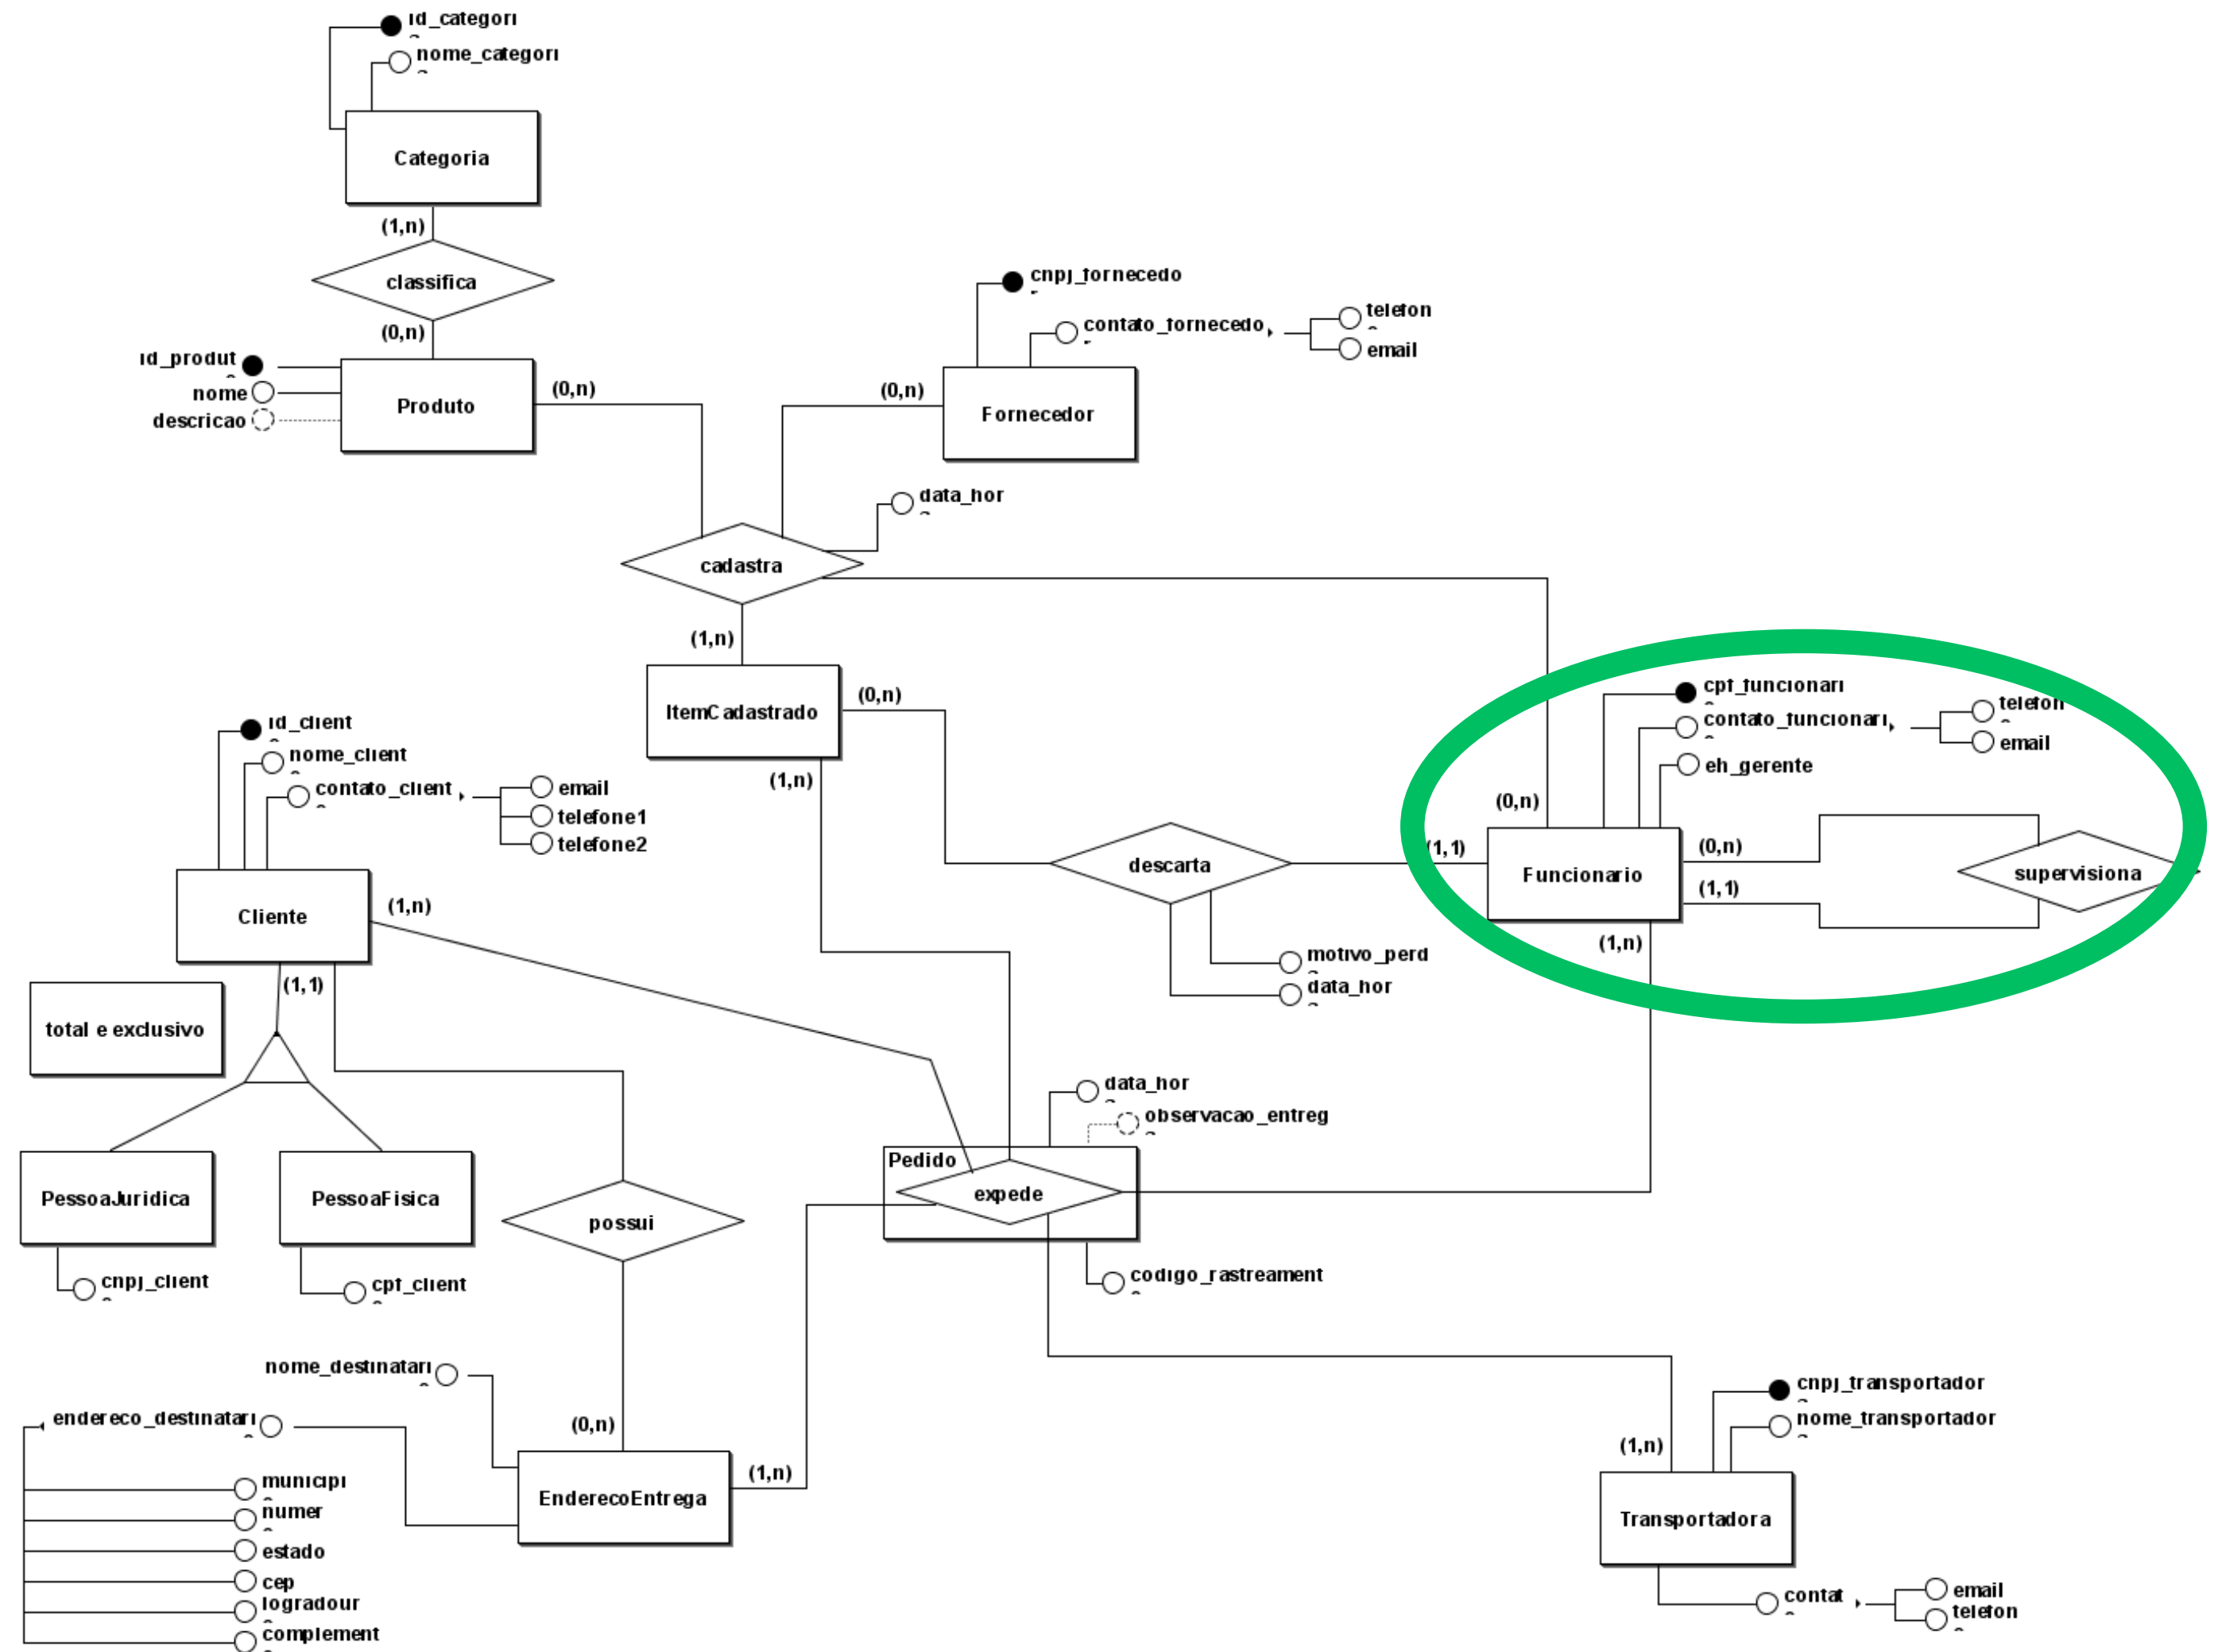 id_categori
nome_categori
Categoria
(1,n)
classifica
(0,n)
id_produt
nome
descricao
Produto
(0,n)
cnpj_fornecedo
contato_fornecedo
telefon
email
(0,n)
Fornecedor
data_hor
cadastra
(1,n)
ItemCadastrado
(0,n)
(1,n)
cpf_funcionari
contato_funcionari
telefon
email
eh_gerente
(0,n)
(1,1)
Funcionario
(0,n)
(1,1)
supervisiona
(1,n)
descarta
motivo_perd
data_hor
id_client
nome_client
contato_client
email
telefone1
telefone2
Cliente
(1,n)
(1,1)
total e exclusivo
PessoaJuridica
PessoaFisica
cnpj_client
cpf_client
possui
data_hor
observacao_entreg
Pedido
expede
codigo_rastreament
nome_destinatari
endereco_destinatari
municipi
numer
estado
cep
logradour
complement
(0,n)
EnderecoEntrega
(1,n)
cnpj_transportador
nome_transportador
(1,n)
Transportadora
contat
email
telefon